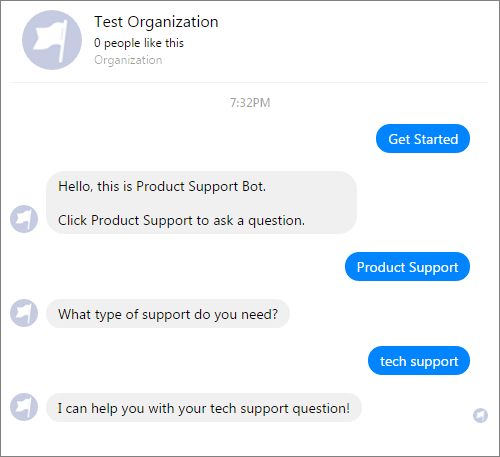 Test Organization
0 people like this
Organization
7:32PM
Get Started
Hello, this is Product Support Bot.
Click Product Support to ask a question.
Product Support
What type of support do you need?
tech support
I can help you with your tech support question!